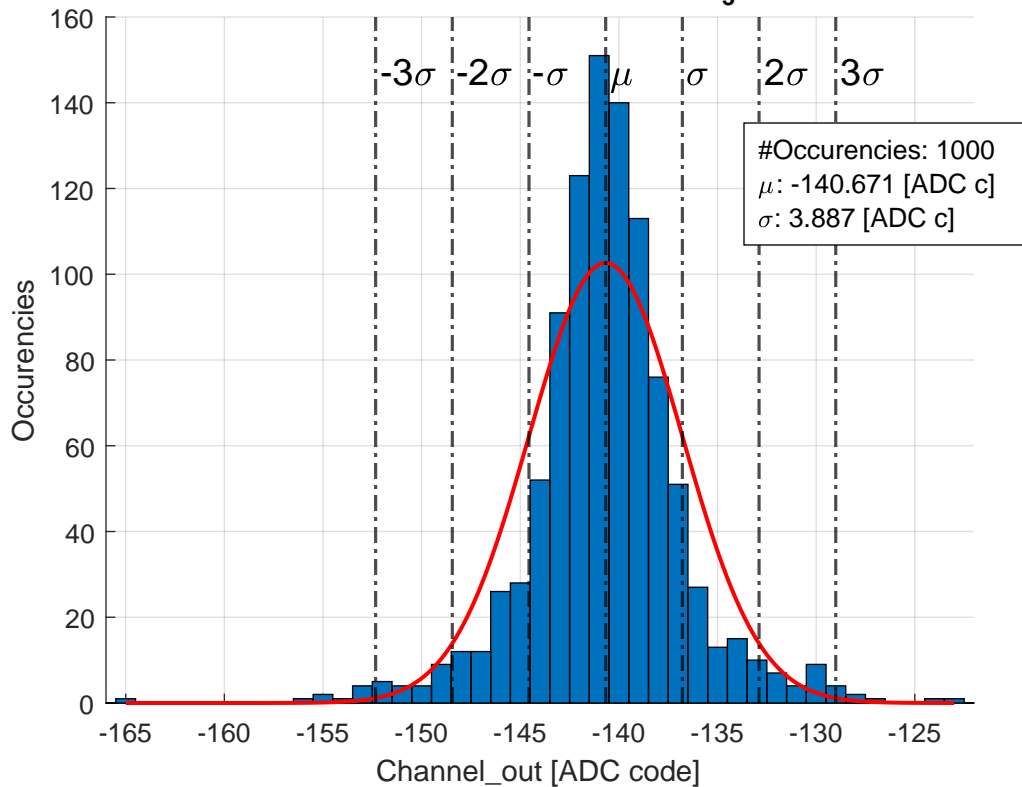 160
140
120
100
80
60
40
20
0
Occurencies
-3σ -2σ -σ μ σ 2σ 3σ
#Occurencies: 1000
μ: -140.671 [ADC c]
σ: 3.887 [ADC c]
-165 -160 -155 -150 -145 -140 -135 -130 -125
Channel_out [ADC code]